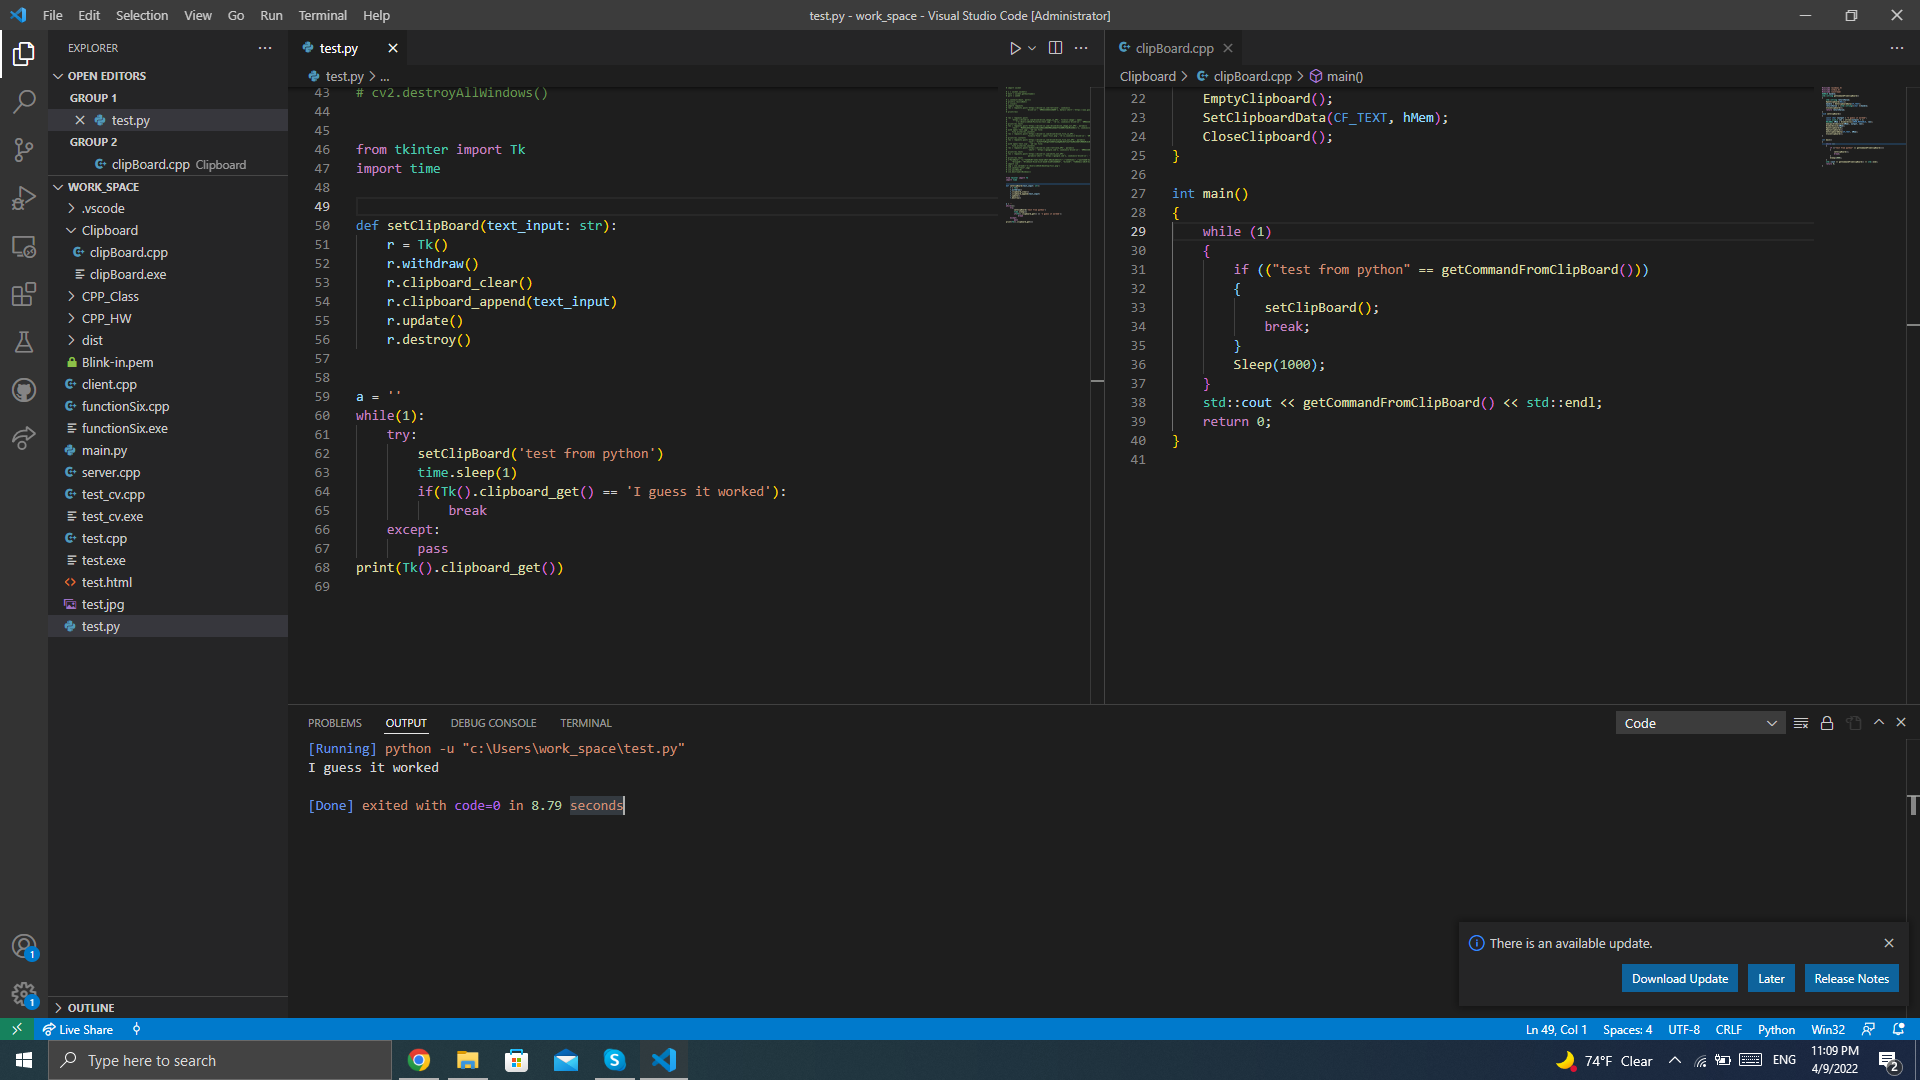 File Edit Selection View Go Run Terminal Help
test.py - work_space - Visual Studio Code [Administrator]
EXPLORER
OPEN EDITORS
GROUP 1
test.py
GROUP 2
clipBoard.cpp Clipboard
WORK_SPACE
.vscode
Clipboard
clipBoard.cpp
clipBoard.exe
CPP_Class
CPP_HW
dist
Blink-in.pem
client.cpp
functionSix.cpp
functionSix.exe
main.py
server.cpp
test_cv.cpp
test_cv.exe
test.cpp
test.exe
test.html
test.jpg
test.py
OUTLINE
test.py
test.py > ...
43 # cv2.destroyAllWindows()
44
45
46 from tkinter import Tk
47 import time
48
49
50 def setClipBoard(text_input: str):
51     r = Tk()
52     r.withdraw()
53     r.clipboard_clear()
54     r.clipboard_append(text_input)
55     r.update()
56     r.destroy()
57
58
59 a = ''
60 while(1):
61     try:
62         setClipBoard('test from python')
63         time.sleep(1)
64         if(Tk().clipboard_get() == 'I guess it worked'):
65             break
66     except:
67         pass
68 print(Tk().clipboard_get())
69
clipBoard.cpp
Clipboard > clipBoard.cpp > main()
22     EmptyClipboard();
23     SetClipboardData(CF_TEXT, hMem);
24     CloseClipboard();
25 }
26
27 int main()
28 {
29     while (1)
30     {
31         if (("test from python" == getCommandFromClipBoard()))
32         {
33             setClipBoard();
34             break;
35         }
36         Sleep(1000);
37     }
38     std::cout << getCommandFromClipBoard() << std::endl;
39     return 0;
40 }
41
PROBLEMS OUTPUT DEBUG CONSOLE TERMINAL
Code
[Running] python -u "c:\Users\work_space\test.py"
I guess it worked
[Done] exited with code=0 in 8.79 seconds
There is an available update.
Download Update Later Release Notes
1
1
Live Share
Ln 49, Col 1 Spaces: 4 UTF-8 CRLF Python Win32
Type here to search
S
74°F Clear
ENG
11:09 PM
4/9/2022
2